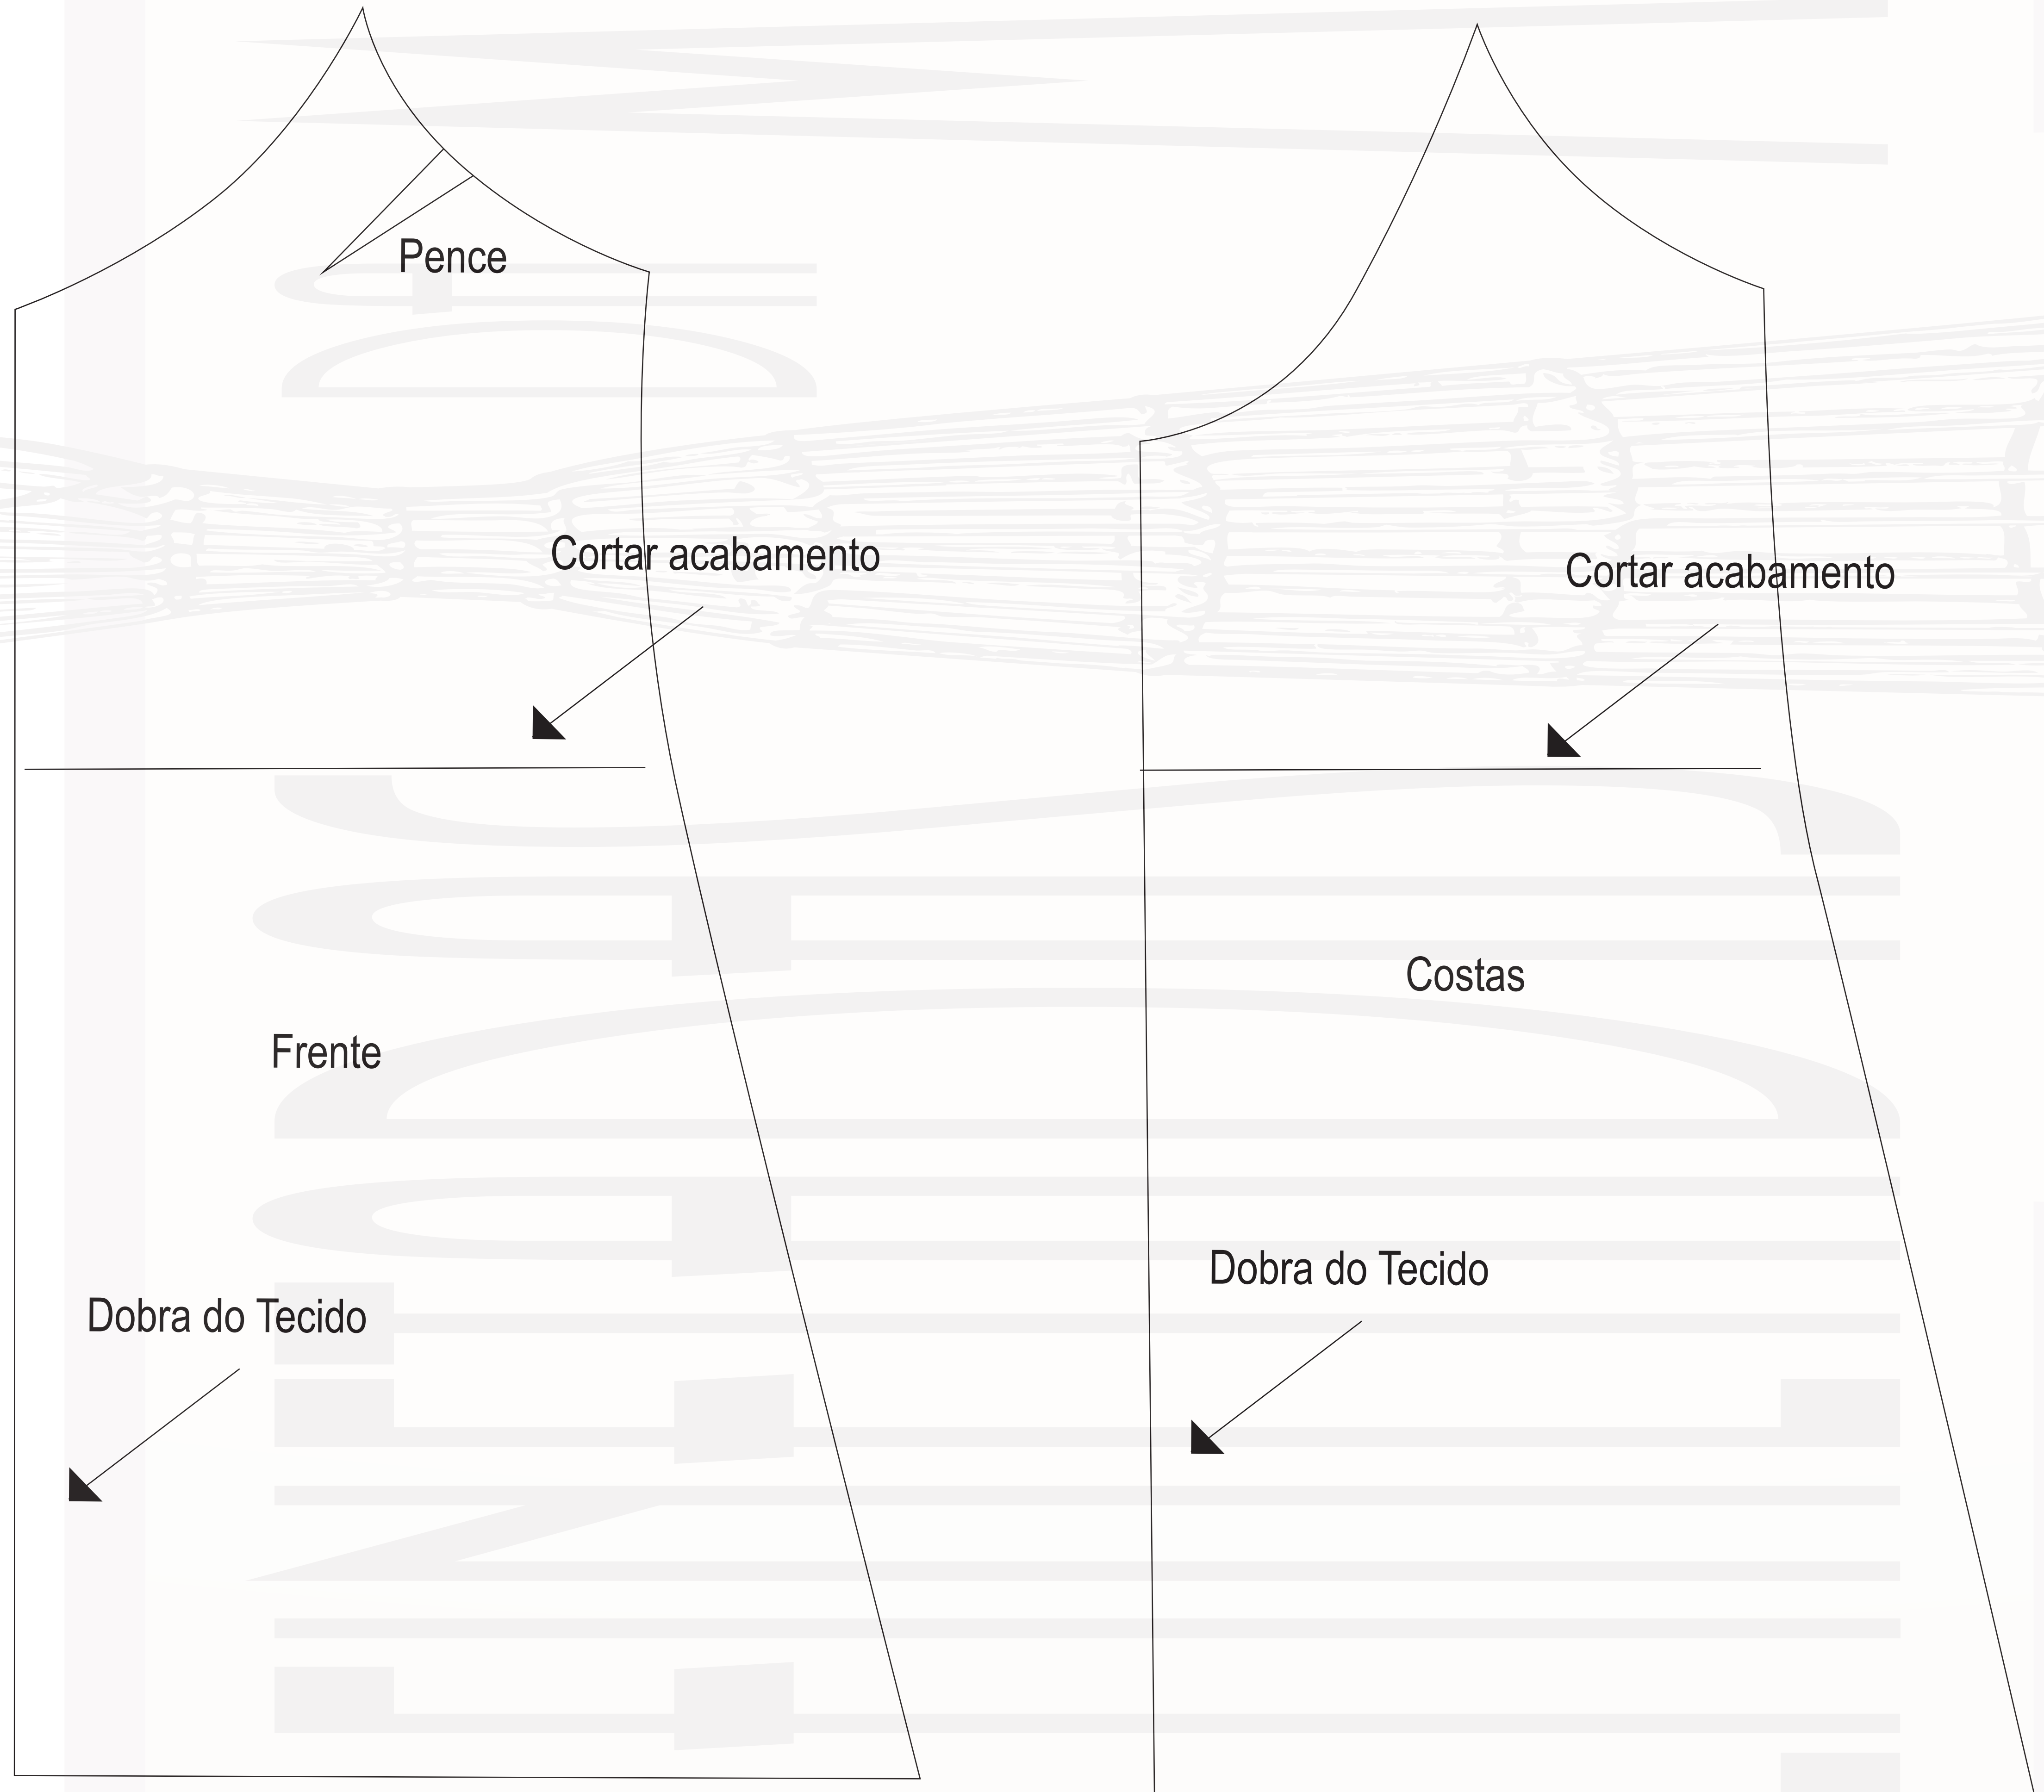 Pence
Cortar acabamento
Cortar acabamento
Costas
Frente
Dobra do Tecido
Dobra do Tecido